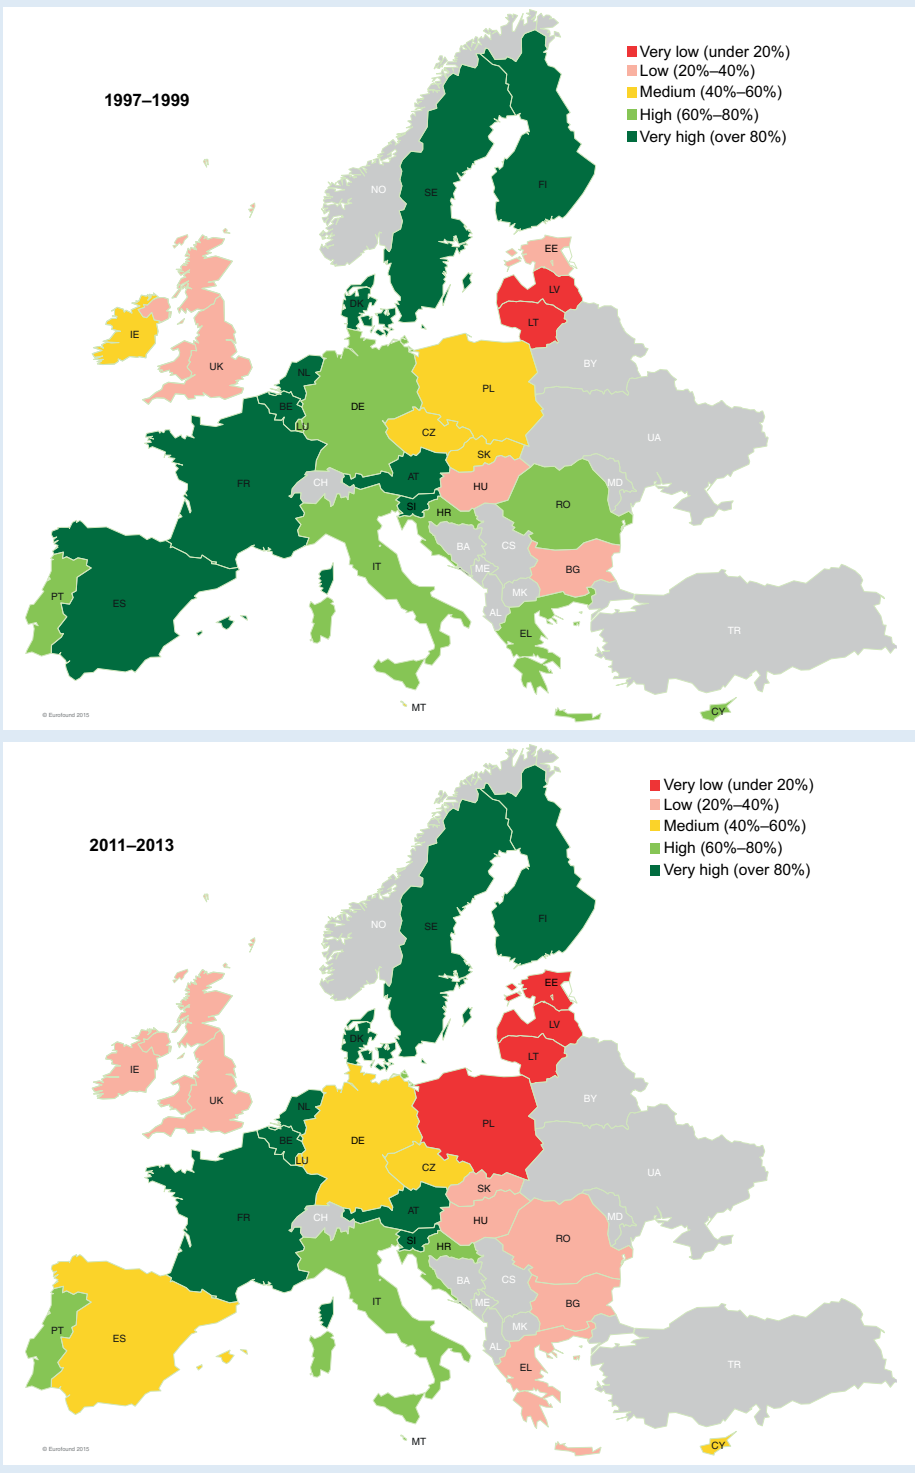 Very low (under 20%)
Low (20%–40%)
1997–1999
Medium (40%–60%)
High (60%–80%)
Very high (over 80%)
NO
SE
FI
EE
LV
DK
LT
IE
UK
BY
NL
PL
BE
DE
LU
CZ
UA
SK
AT
FR
CH
HU
MD
SI
HR
RO
BA
CS
IT
ME
BG
PT
MK
ES
AL
EL
TR
MT
CY
© Eurofound 2015
Very low (under 20%)
Low (20%–40%)
Medium (40%–60%)
2011–2013
High (60%–80%)
Very high (over 80%)
NO
SE
FI
EE
LV
DK
LT
IE
UK
BY
NL
PL
BE
DE
LU
CZ
UA
SK
AT
FR
CH
HU
MD
SI
HR
RO
BA
CS
IT
ME
BG
PT
MK
ES
AL
EL
TR
MT
CY
© Eurofound 2015